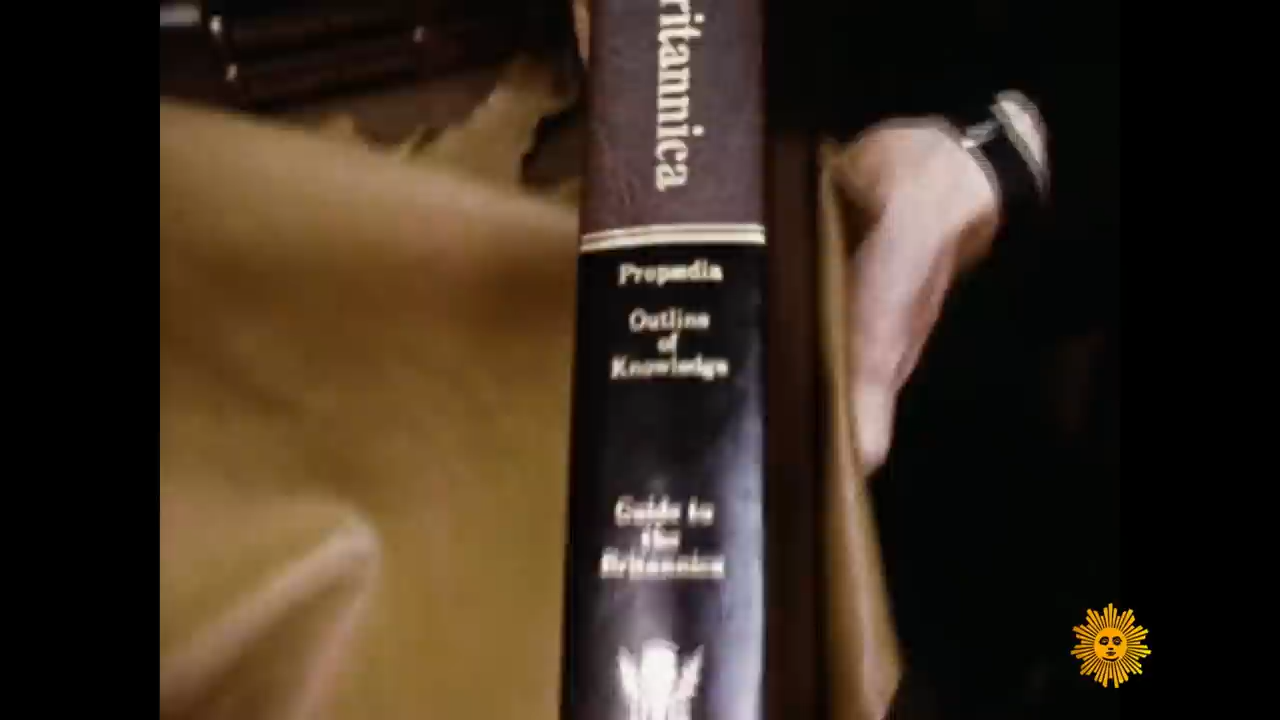 ritannica
Propædia
Outline
of
Knowledge
Guide to
the
Britannica